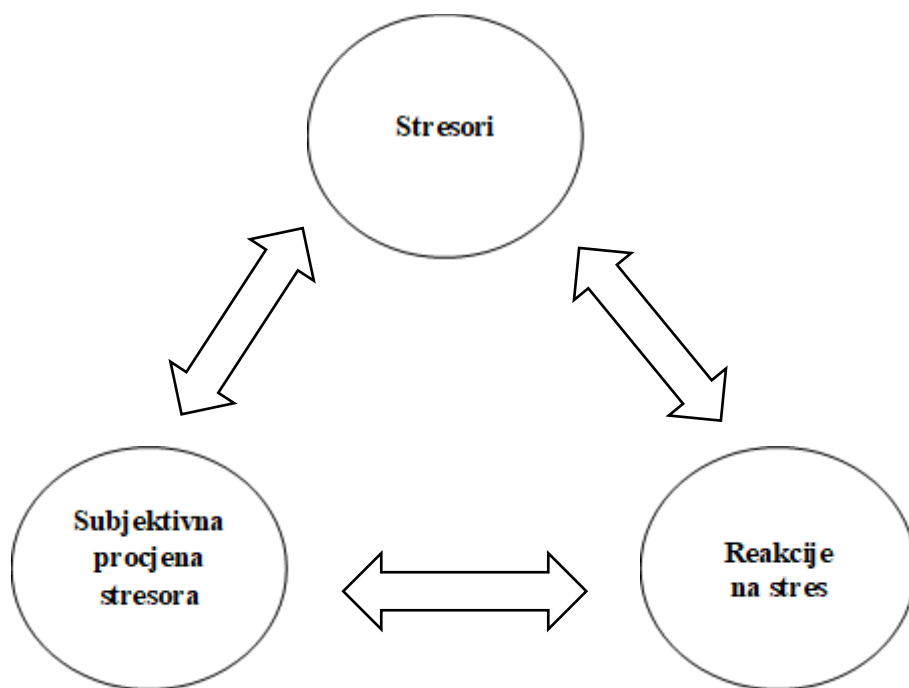 Stresori
Subjektivna
procjena
stresora
Reakcije
na stres